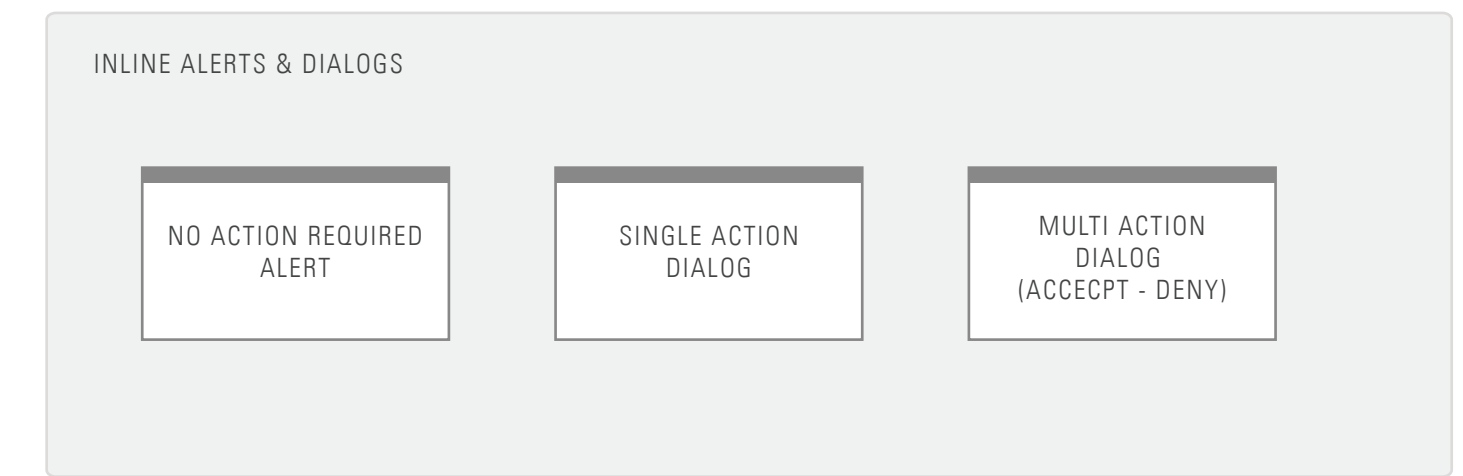 INLINE ALERTS & DIALOGS
NO ACTION REQUIRED
ALERT
SINGLE ACTION
DIALOG
MULTI ACTION
DIALOG
(ACCECPT - DENY)